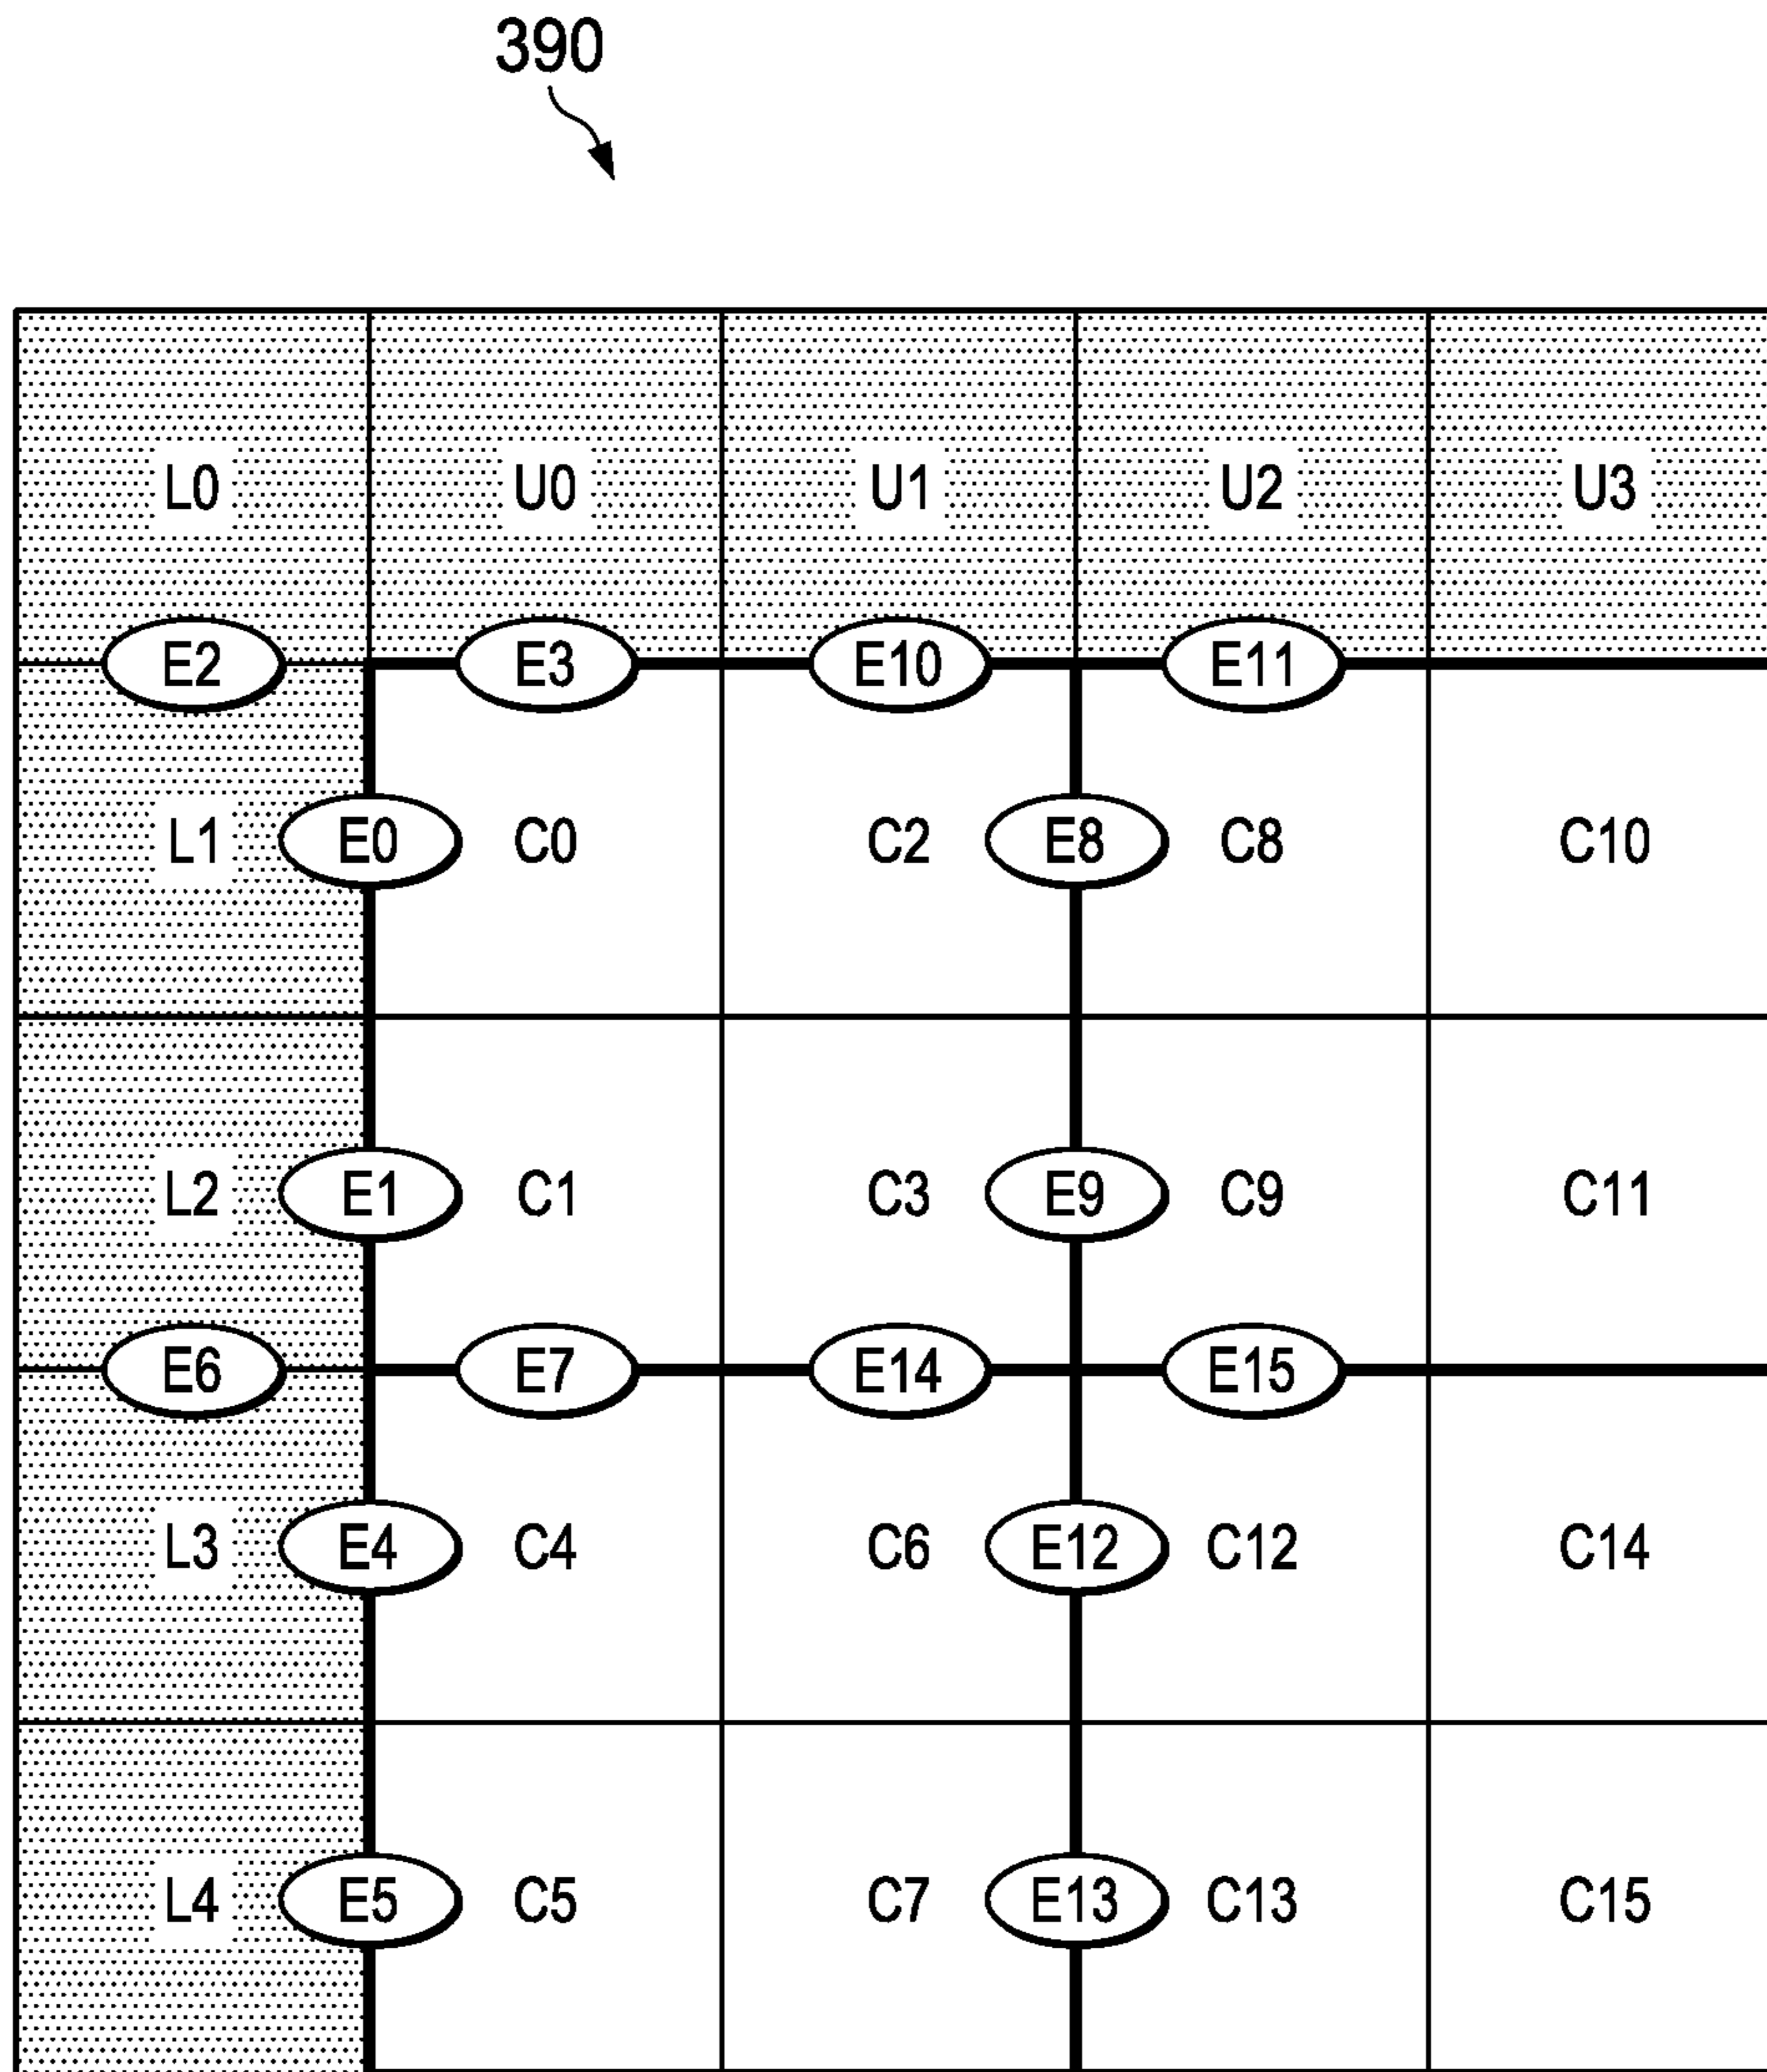 390
L0 U0 U1 U2 U3
E2 E3 E10 E11
L1 E0 C0 C2 E8 C8 C10
L2 E1 C1 C3 E9 C9 C11
E6 E7 E14 E15
L3 E4 C4 C6 E12 C12 C14
L4 E5 C5 C7 E13 C13 C15